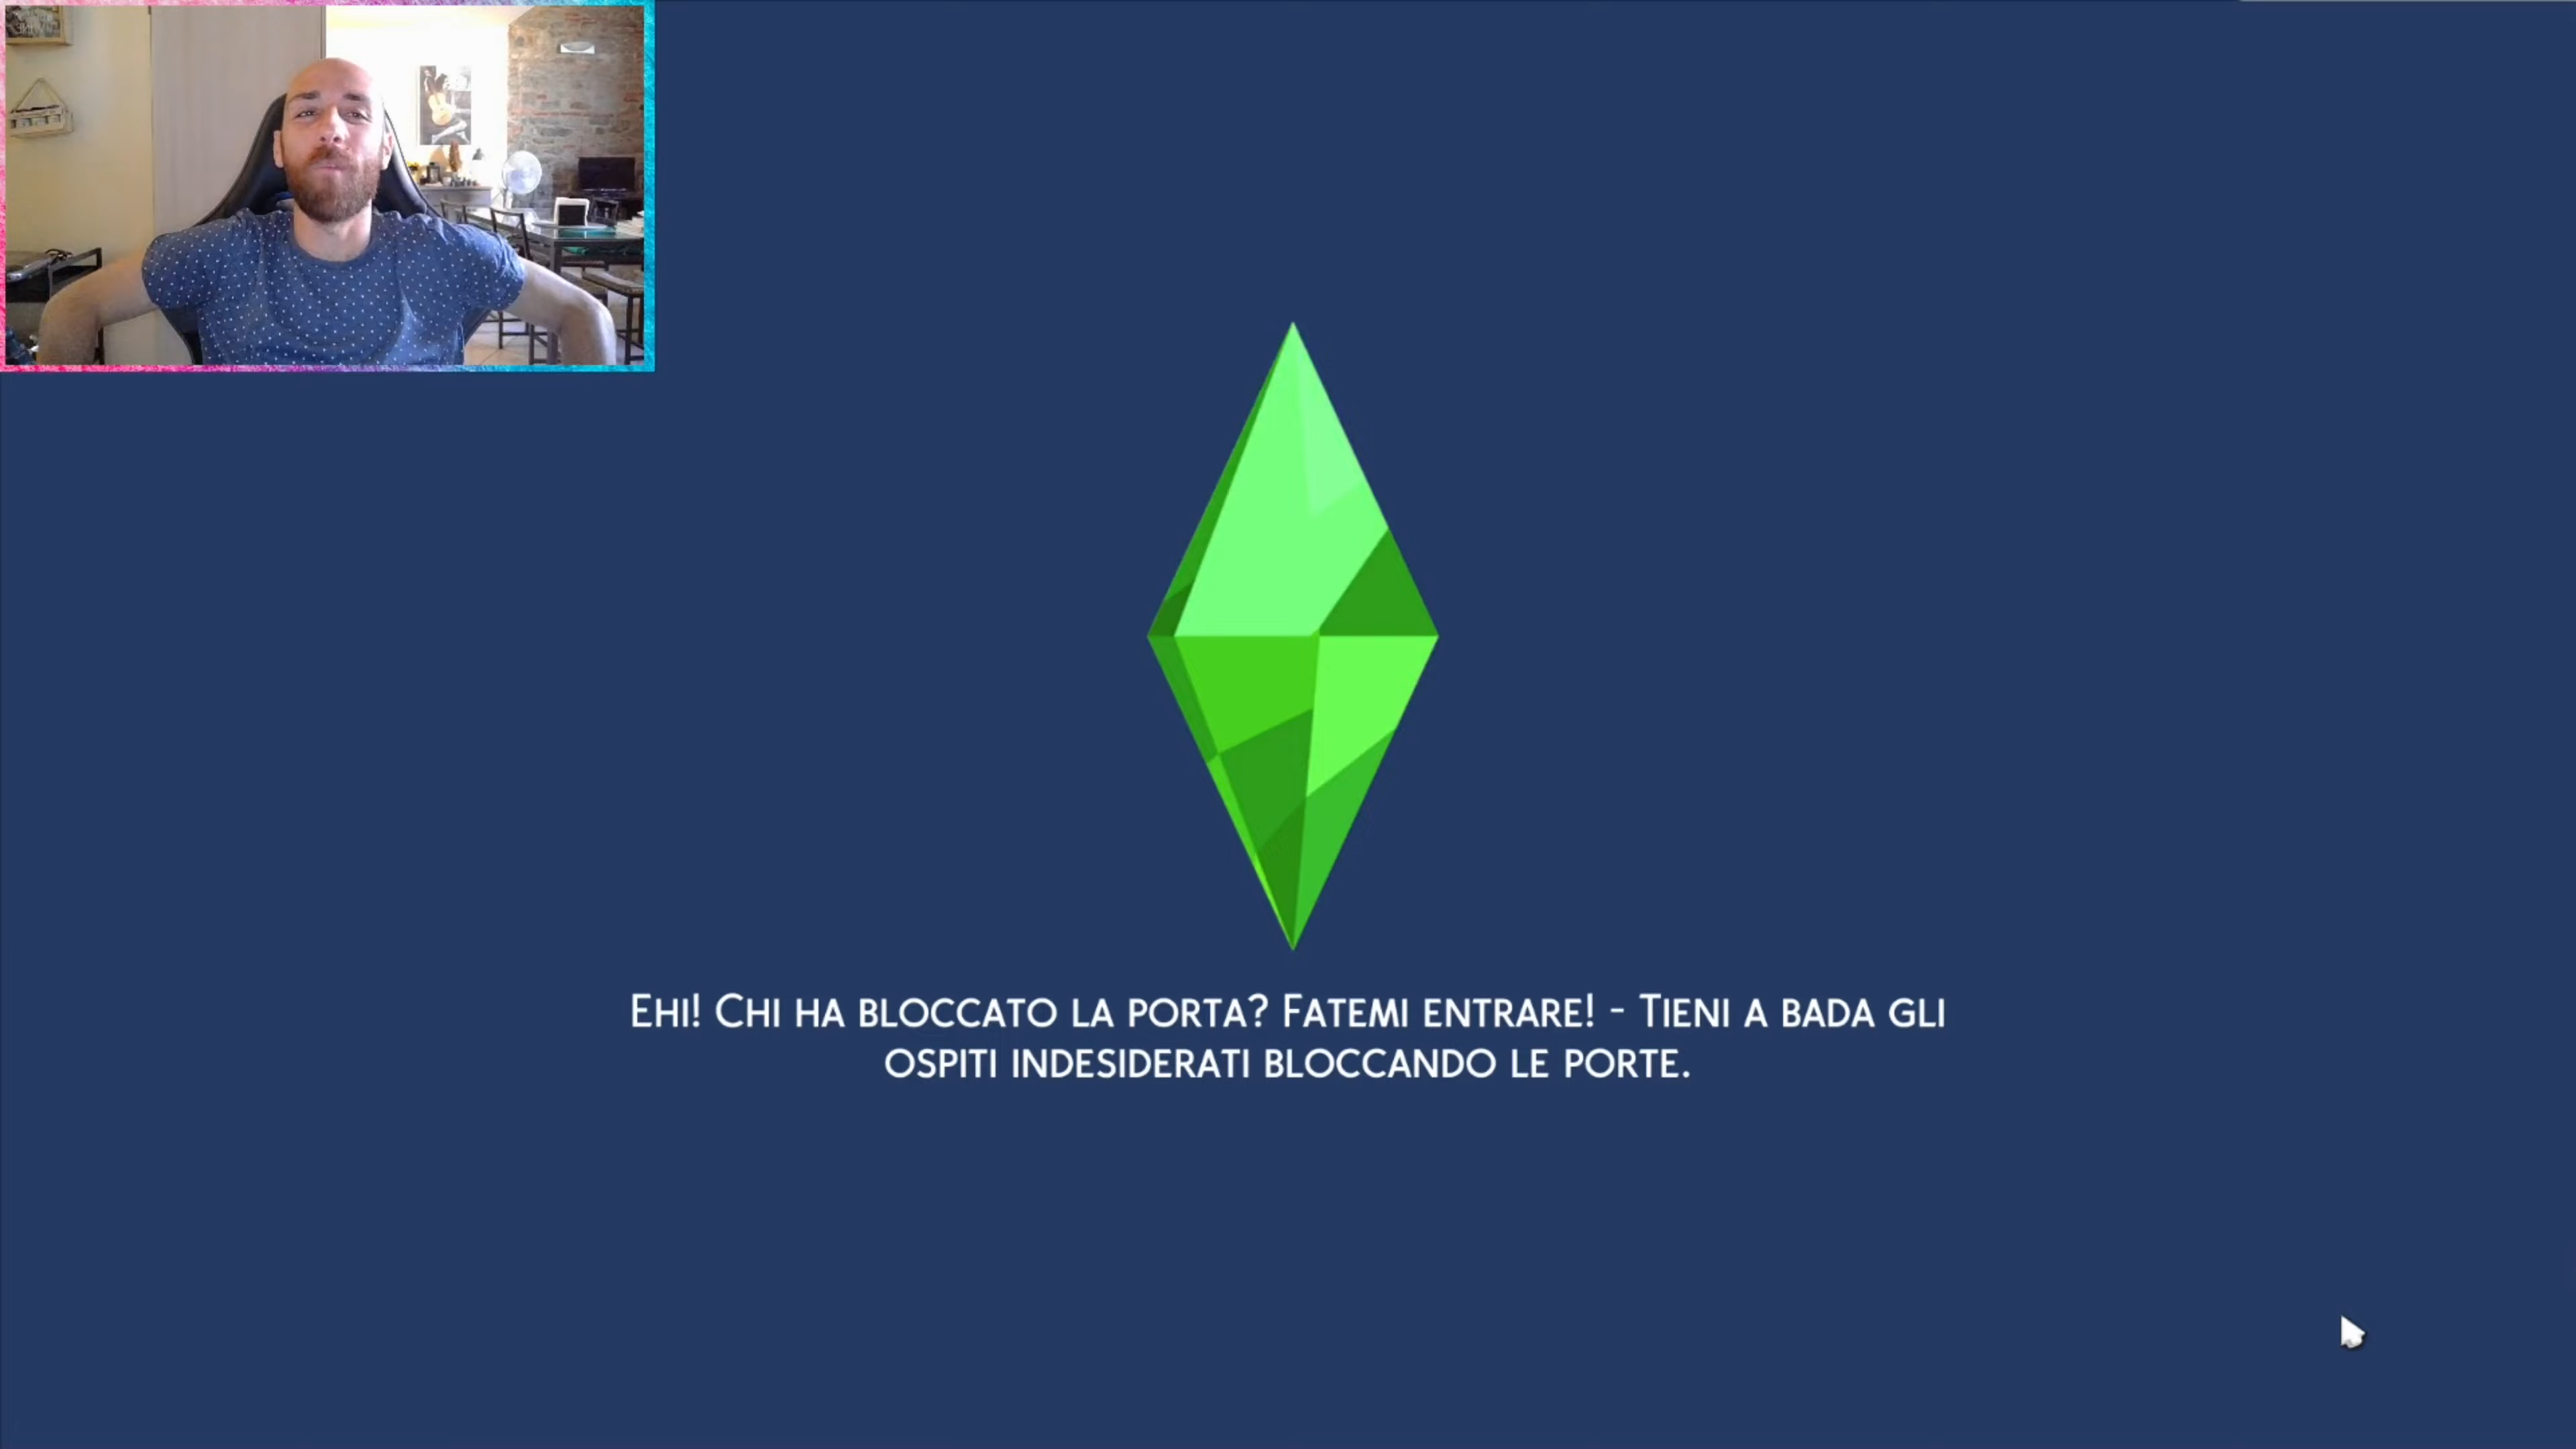 Ehi! Chi ha bloccato la porta? Fatemi entrare! - Tieni a bada gli
ospiti indesiderati bloccando le porte.